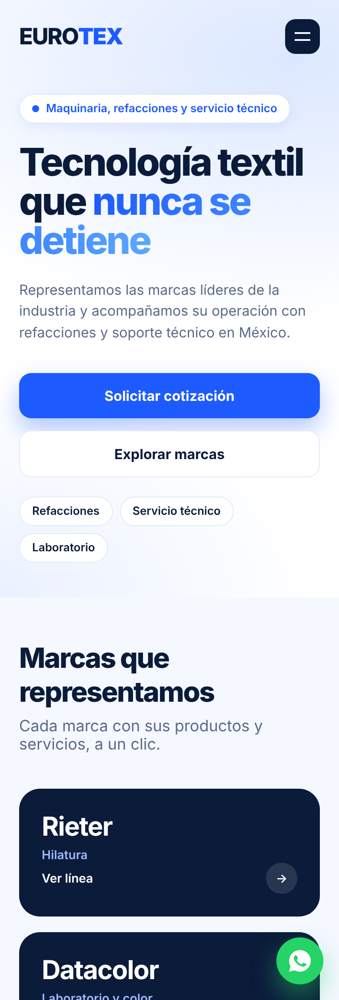 EUROTEX
Maquinaria, refacciones y servicio técnico
Tecnología textil
que nunca se
detiene
Representamos las marcas líderes de la
industria y acompañamos su operación con
refacciones y soporte técnico en México.
Solicitar cotización
Explorar marcas
Refacciones
Servicio técnico
Laboratorio
Marcas que
representamos
Cada marca con sus productos y
servicios, a un clic.
Rieter
Hilatura
Ver línea
Datacolor
Laboratorio y color